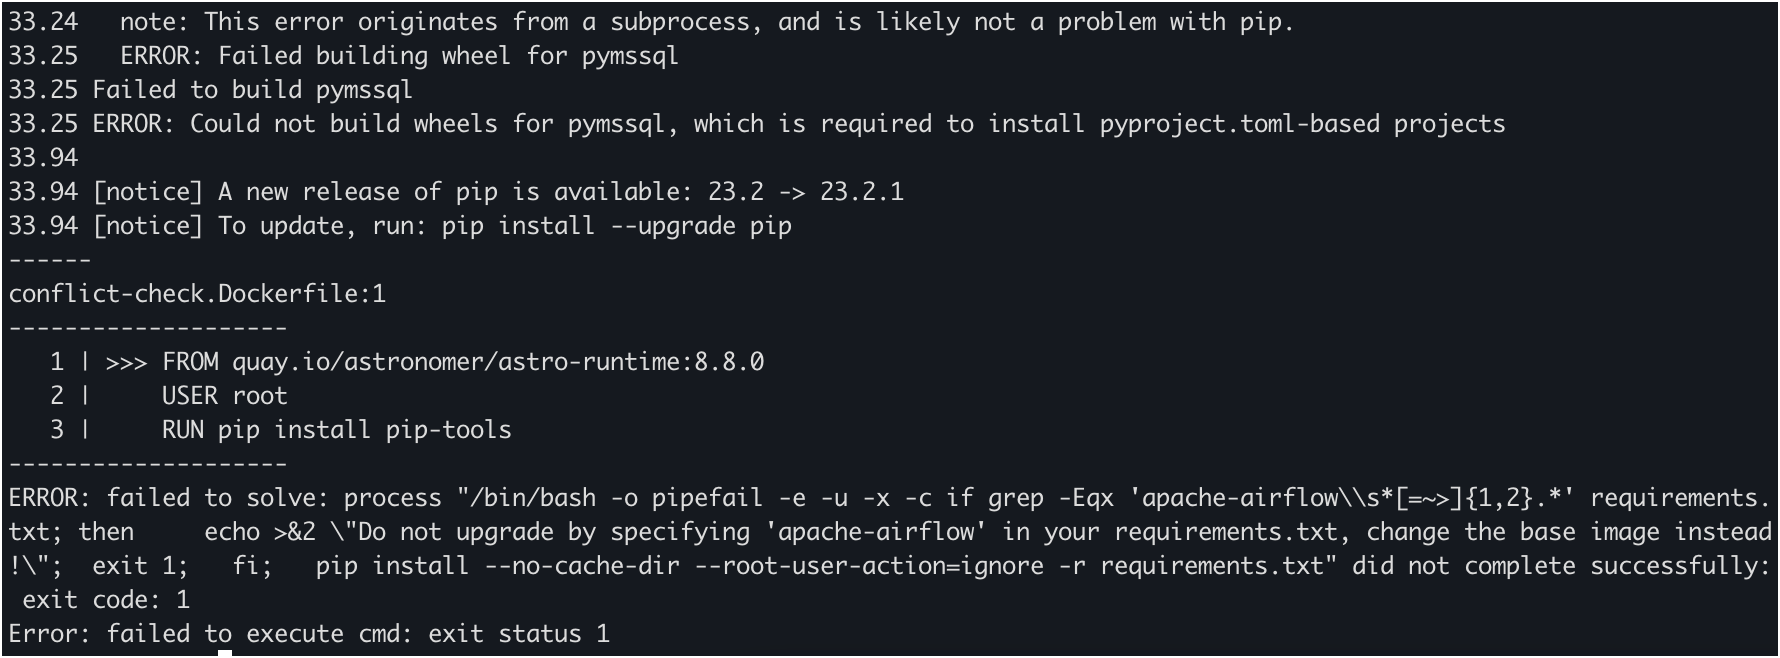 33.24   note: This error originates from a subprocess, and is likely not a problem with pip.
33.25   ERROR: Failed building wheel for pymssql
33.25 Failed to build pymssql
33.25 ERROR: Could not build wheels for pymssql, which is required to install pyproject.toml-based projects
33.94
33.94 [notice] A new release of pip is available: 23.2 -> 23.2.1
33.94 [notice] To update, run: pip install --upgrade pip
------
conflict-check.Dockerfile:1
--------------------
   1 | >>> FROM quay.io/astronomer/astro-runtime:8.8.0
   2 |     USER root
   3 |     RUN pip install pip-tools
--------------------
ERROR: failed to solve: process "/bin/bash -o pipefail -e -u -x -c if grep -Eqx 'apache-airflow\\s*[=~>]{1,2}.*' requirements.
txt; then     echo >&2 \"Do not upgrade by specifying 'apache-airflow' in your requirements.txt, change the base image instead
!\";  exit 1;   fi;   pip install --no-cache-dir --root-user-action=ignore -r requirements.txt" did not complete successfully:
 exit code: 1
Error: failed to execute cmd: exit status 1